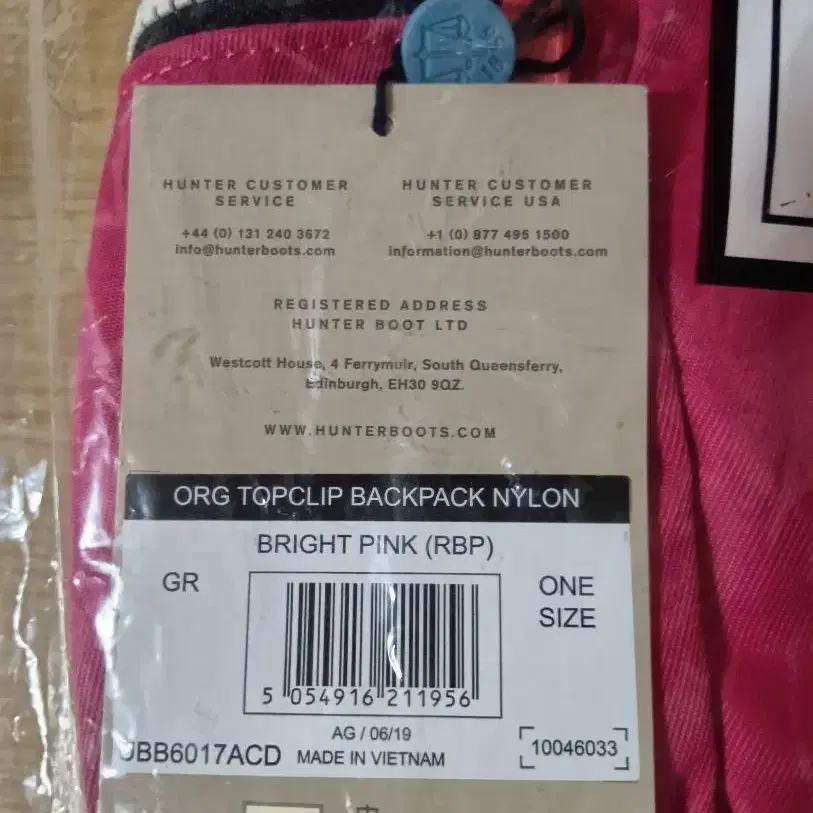 HUNTER CUSTOMER
SERVICE
+44 (0) 131 240 3672
info@hunterboots.com
HUNTER CUSTOMER
SERVICE USA
+1 (0) 877 495 1500
information@hunterboots.com
REGISTERED ADDRESS
HUNTER BOOT LTD
Westcott House, 4 Ferrymuir, South Queensferry,
Edinburgh, EH30 9QZ.
WWW.HUNTERBOOTS.COM
ORG TOPCLIP BACKPACK NYLON
BRIGHT PINK (RBP)
GR
ONE
SIZE
5 054916 211956
AG / 06/19
MADE IN VIETNAM
10046033